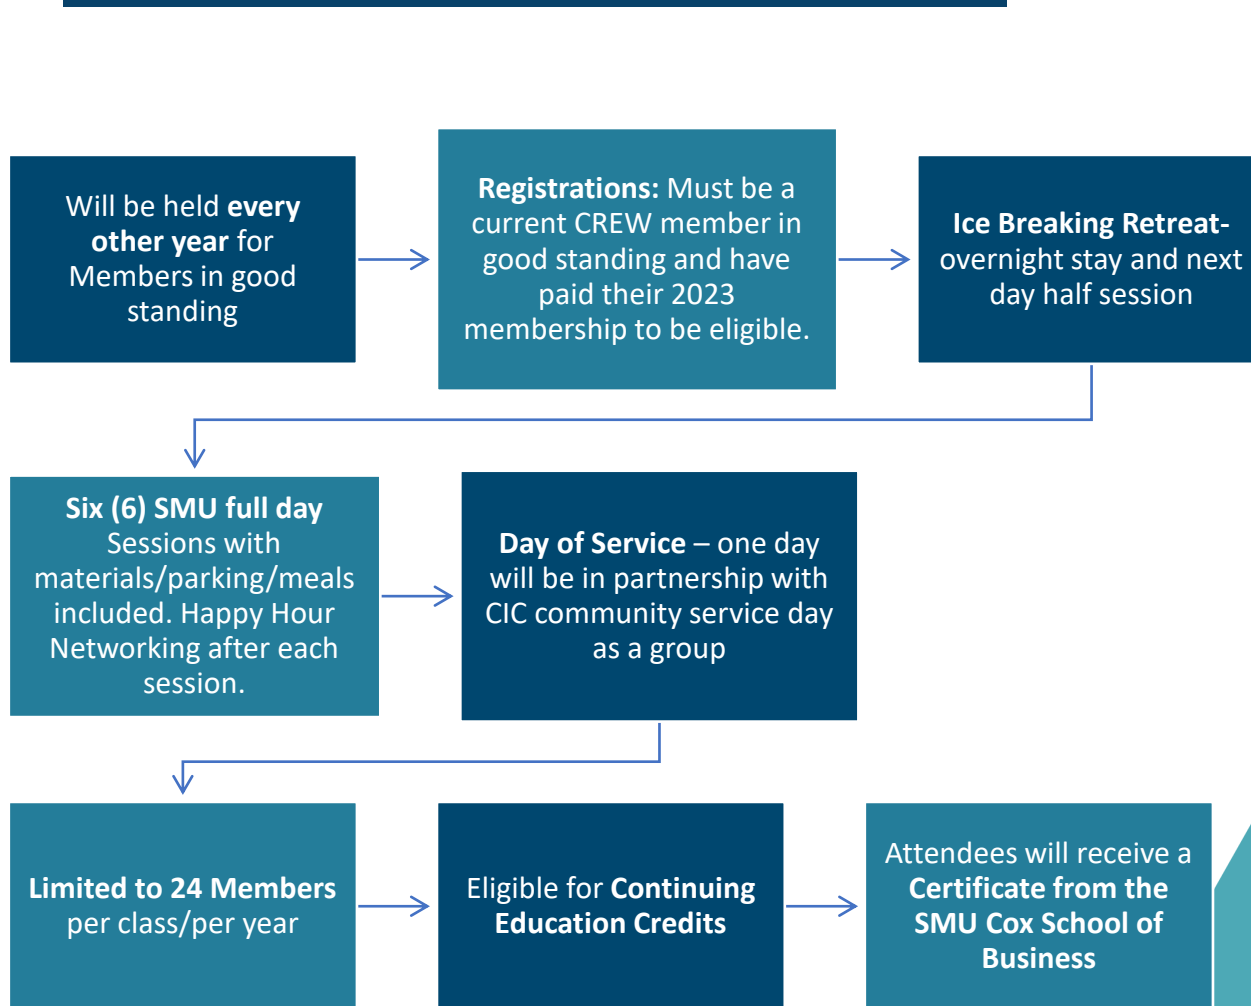 Will be held every
other year for
Members in good
standing
Registrations: Must be a
current CREW member in
good standing and have
paid their 2023
membership to be eligible.
Ice Breaking Retreat-
overnight stay and next
day half session
Six (6) SMU full day
Sessions with
materials/parking/meals
included. Happy Hour
Networking after each
session.
Day of Service – one day
will be in partnership with
CIC community service day
as a group
Limited to 24 Members
per class/per year
Eligible for Continuing
Education Credits
Attendees will receive a
Certificate from the
SMU Cox School of
Business